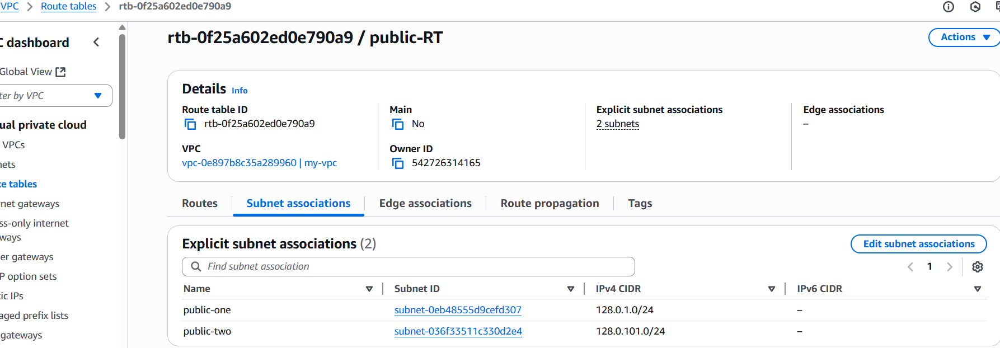 VPC > Route tables > rtb-0f25a602ed0e790a9
C dashboard
rtb-0f25a602ed0e790a9 / public-RT
Actions
Global View
ter by VPC
ual private cloud
VPCs
nets
te tables
net gateways
ss-only internet
ways
er gateways
P option sets
tic IPs
aged prefix lists
gateways
Details Info
Route table ID
rtb-0f25a602ed0e790a9
Main
No
Explicit subnet associations
2 subnets
Edge associations
–
VPC
vpc-0e897b8c35a289960 | my-vpc
Owner ID
542726314165
Routes Subnet associations Edge associations Route propagation Tags
Explicit subnet associations (2)
Edit subnet associations
Find subnet association
1
Name Subnet ID IPv4 CIDR IPv6 CIDR
public-one subnet-0eb48555d9cefd307 128.0.1.0/24 –
public-two subnet-036f33511c330d2e4 128.0.101.0/24 –